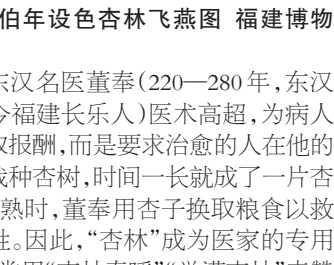 伯年设色杏林飞燕图 福建博物
东汉名医董奉(220—280年,东汉
今福建长乐人)医术高超,为病人
取报酬,而是要求治愈的人在他的
栽种杏树,时间一长就成了一片杏
熟时,董奉用杏子换取粮食以救
性。因此,“杏林”成为医家的专用